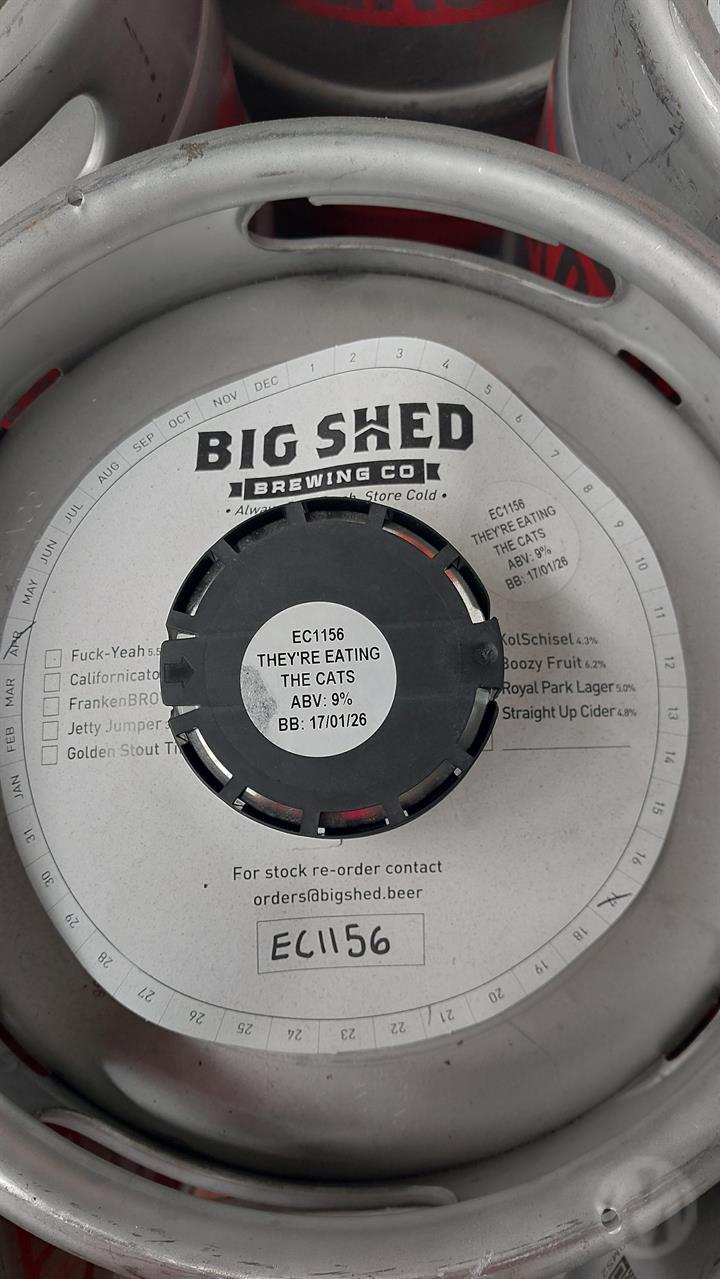 BIG SHED
BREWING CO
Store Cold •
EC1156
THEY'RE EATING
THE CATS
ABV: 9%
BB: 17/01/26
EC1156
THEY'RE EATING
THE CATS
ABV: 9%
BB: 17/01/26
Fuck-Yeah
FrankenBRO
Jetty Jumper
Golden Stout
KolSchisel 4.3%
Boozy Fruit 6.2%
Royal Park Lager 5.0%
Straight Up Cider 4.8%
For stock re-order contact
orders@bigshed.beer
EC1156
JAN FEB MAR APR MAY JUN JUL AUG SEP OCT NOV DEC
1 2 3 4 5 6 7 8 9 10 11 12 13 14 15 16 17 18 19 20 21 22 23 24 25 26 27 28 29 30 31